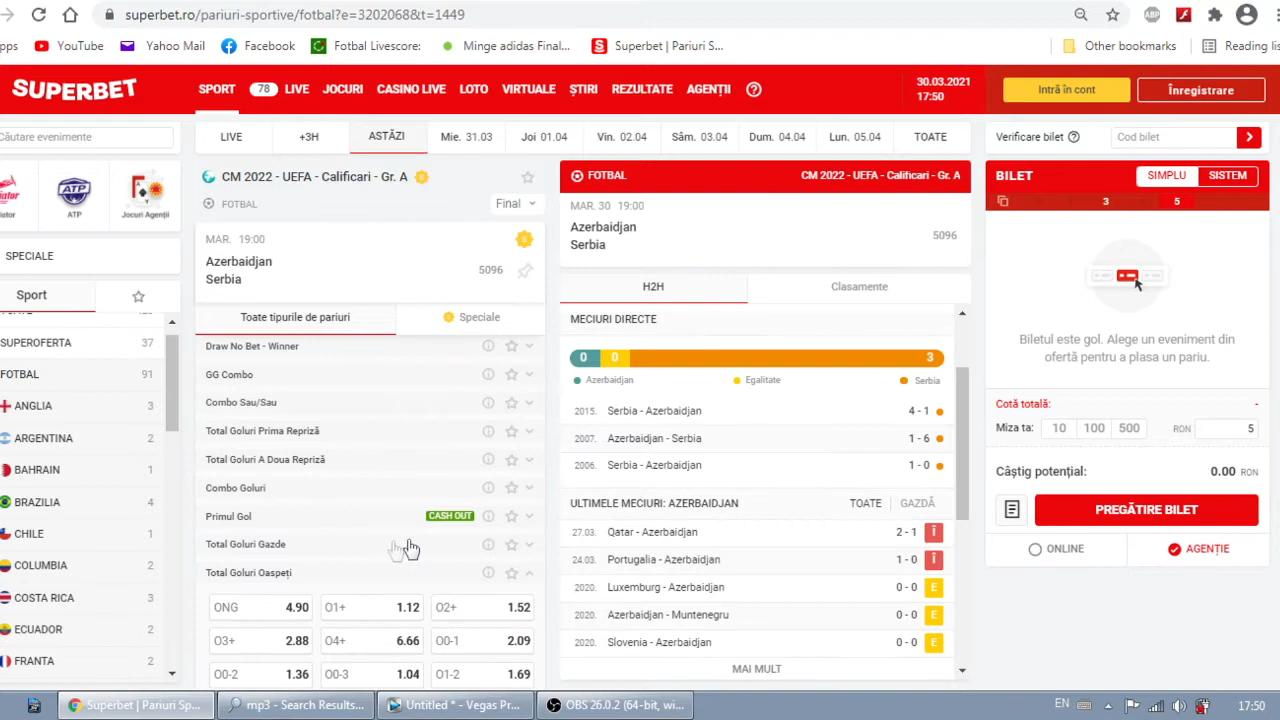 superbet.ro/pariuri-sportive/fotbal?e=3202068&t=1449
ABP
pps YouTube Yahoo Mail Facebook Fotbal Livescore: Minge adidas Final... Superbet | Pariuri S... Other bookmarks Reading list
SUPERBET
SPORT 78 LIVE JOCURI CASINO LIVE LOTO VIRTUALE ȘTIRI REZULTATE AGENȚII
30.03.2021
17:50
Intră în cont
Înregistrare
Căutare evenimente
LIVE +3H ASTĂZI Mie. 31.03 Joi 01.04 Vin. 02.04 Sâm. 03.04 Dum. 04.04 Lun. 05.04 TOATE
Verificare bilet Cod bilet
ATP
Jocuri Agenții
SPECIALE
Sport
SUPEROFERTA 37
FOTBAL 91
ANGLIA 3
ARGENTINA 2
BAHRAIN 1
BRAZILIA 4
CHILE 1
COLUMBIA 2
COSTA RICA 3
ECUADOR 2
FRANTA 2
CM 2022 - UEFA - Calificari - Gr. A
FOTBAL
Final
MAR. 19:00
Azerbaidjan
Serbia
5096
Toate tipurile de pariuri
Speciale
Draw No Bet - Winner
GG Combo
Combo Sau/Sau
Total Goluri Prima Repriză
Total Goluri A Doua Repriză
Combo Goluri
Primul Gol CASH OUT
Total Goluri Gazde
Total Goluri Oaspeți
0NG 4.90 O1+ 1.12 O2+ 1.52
O3+ 2.88 O4+ 6.66 O0-1 2.09
O0-2 1.36 O0-3 1.04 O1-2 1.69
FOTBAL CM 2022 - UEFA - Calificari - Gr. A
MAR. 30 19:00
Azerbaidjan
Serbia
5096
H2H Clasamente
MECIURI DIRECTE
0 0 3
Azerbaidjan Egalitate Serbia
2015. Serbia - Azerbaidjan 4 - 1
2007. Azerbaidjan - Serbia 1 - 6
2006. Serbia - Azerbaidjan 1 - 0
ULTIMELE MECIURI: AZERBAIDJAN TOATE GAZDĂ
27.03. Qatar - Azerbaidjan 2 - 1 Î
24.03. Portugalia - Azerbaidjan 1 - 0 Î
2020. Luxemburg - Azerbaidjan 0 - 0 E
2020. Azerbaidjan - Muntenegru 0 - 0 E
2020. Slovenia - Azerbaidjan 0 - 0 E
MAI MULT
BILET SIMPLU SISTEM
3 5
Biletul este gol. Alege un eveniment din
ofertă pentru a plasa un pariu.
Cotă totală: -
Miza ta: 10 100 500 RON 5
Câștig potențial: 0.00 RON
PREGĂTIRE BILET
ONLINE AGENȚIE
Superbet | Pariuri Sp... mp3 - Search Results... Untitled * - Vegas Pr... OBS 26.0.2 (64-bit, wi...
EN 17:50